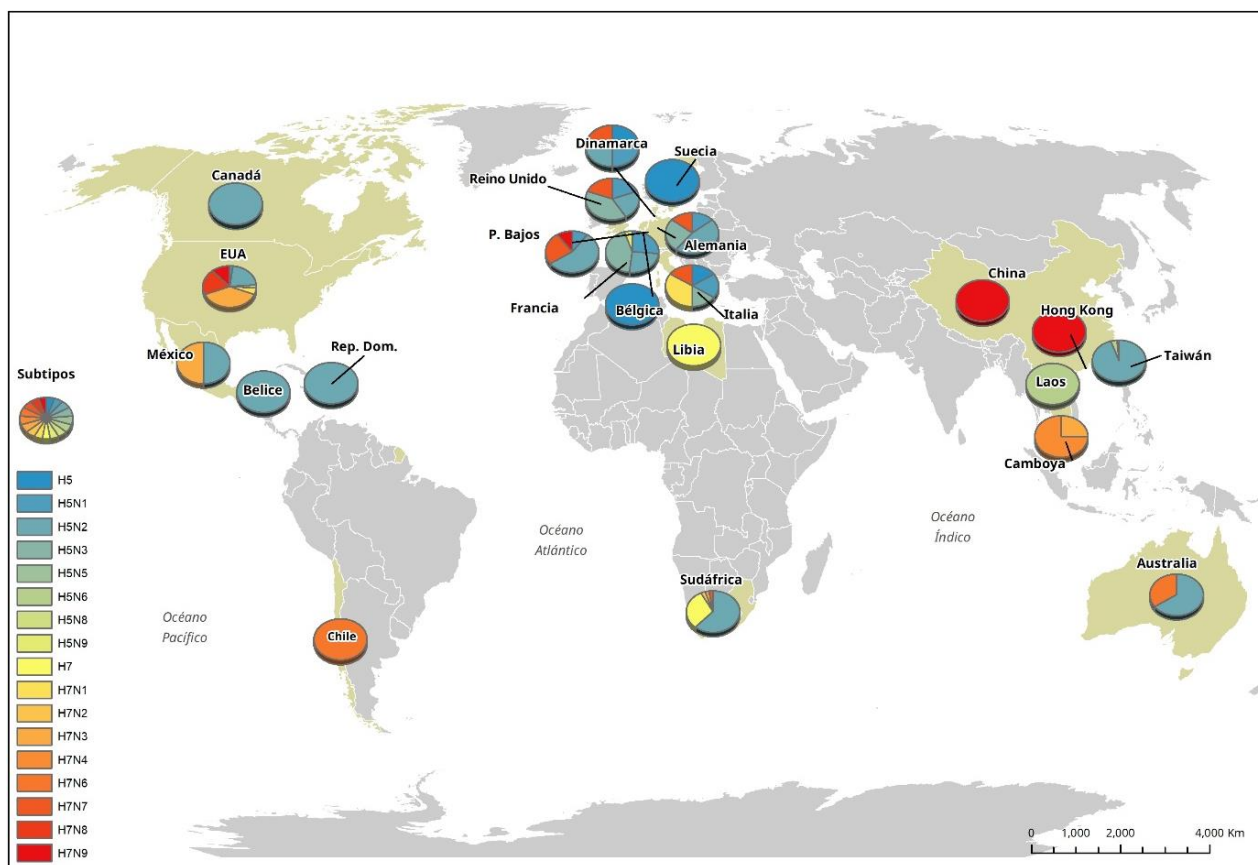 Dinamarca
Suecia
Canadá
Reino Unido
P. Bajos
Alemania
EUA
China
Francia
Bélgica
Italia
Hong Kong
México
Rep. Dom.
Libia
Taiwán
Subtipos
Belice
Laos
Camboya
H5
H5N1
H5N2
H5N3
H5N5
H5N6
H5N8
H5N9
H7
H7N1
H7N2
H7N3
H7N4
H7N6
H7N7
H7N8
H7N9
Océano
Atlántico
Océano
Índico
Sudáfrica
Australia
Océano
Pacífico
Chile
0 1,000 2,000 4,000 Km